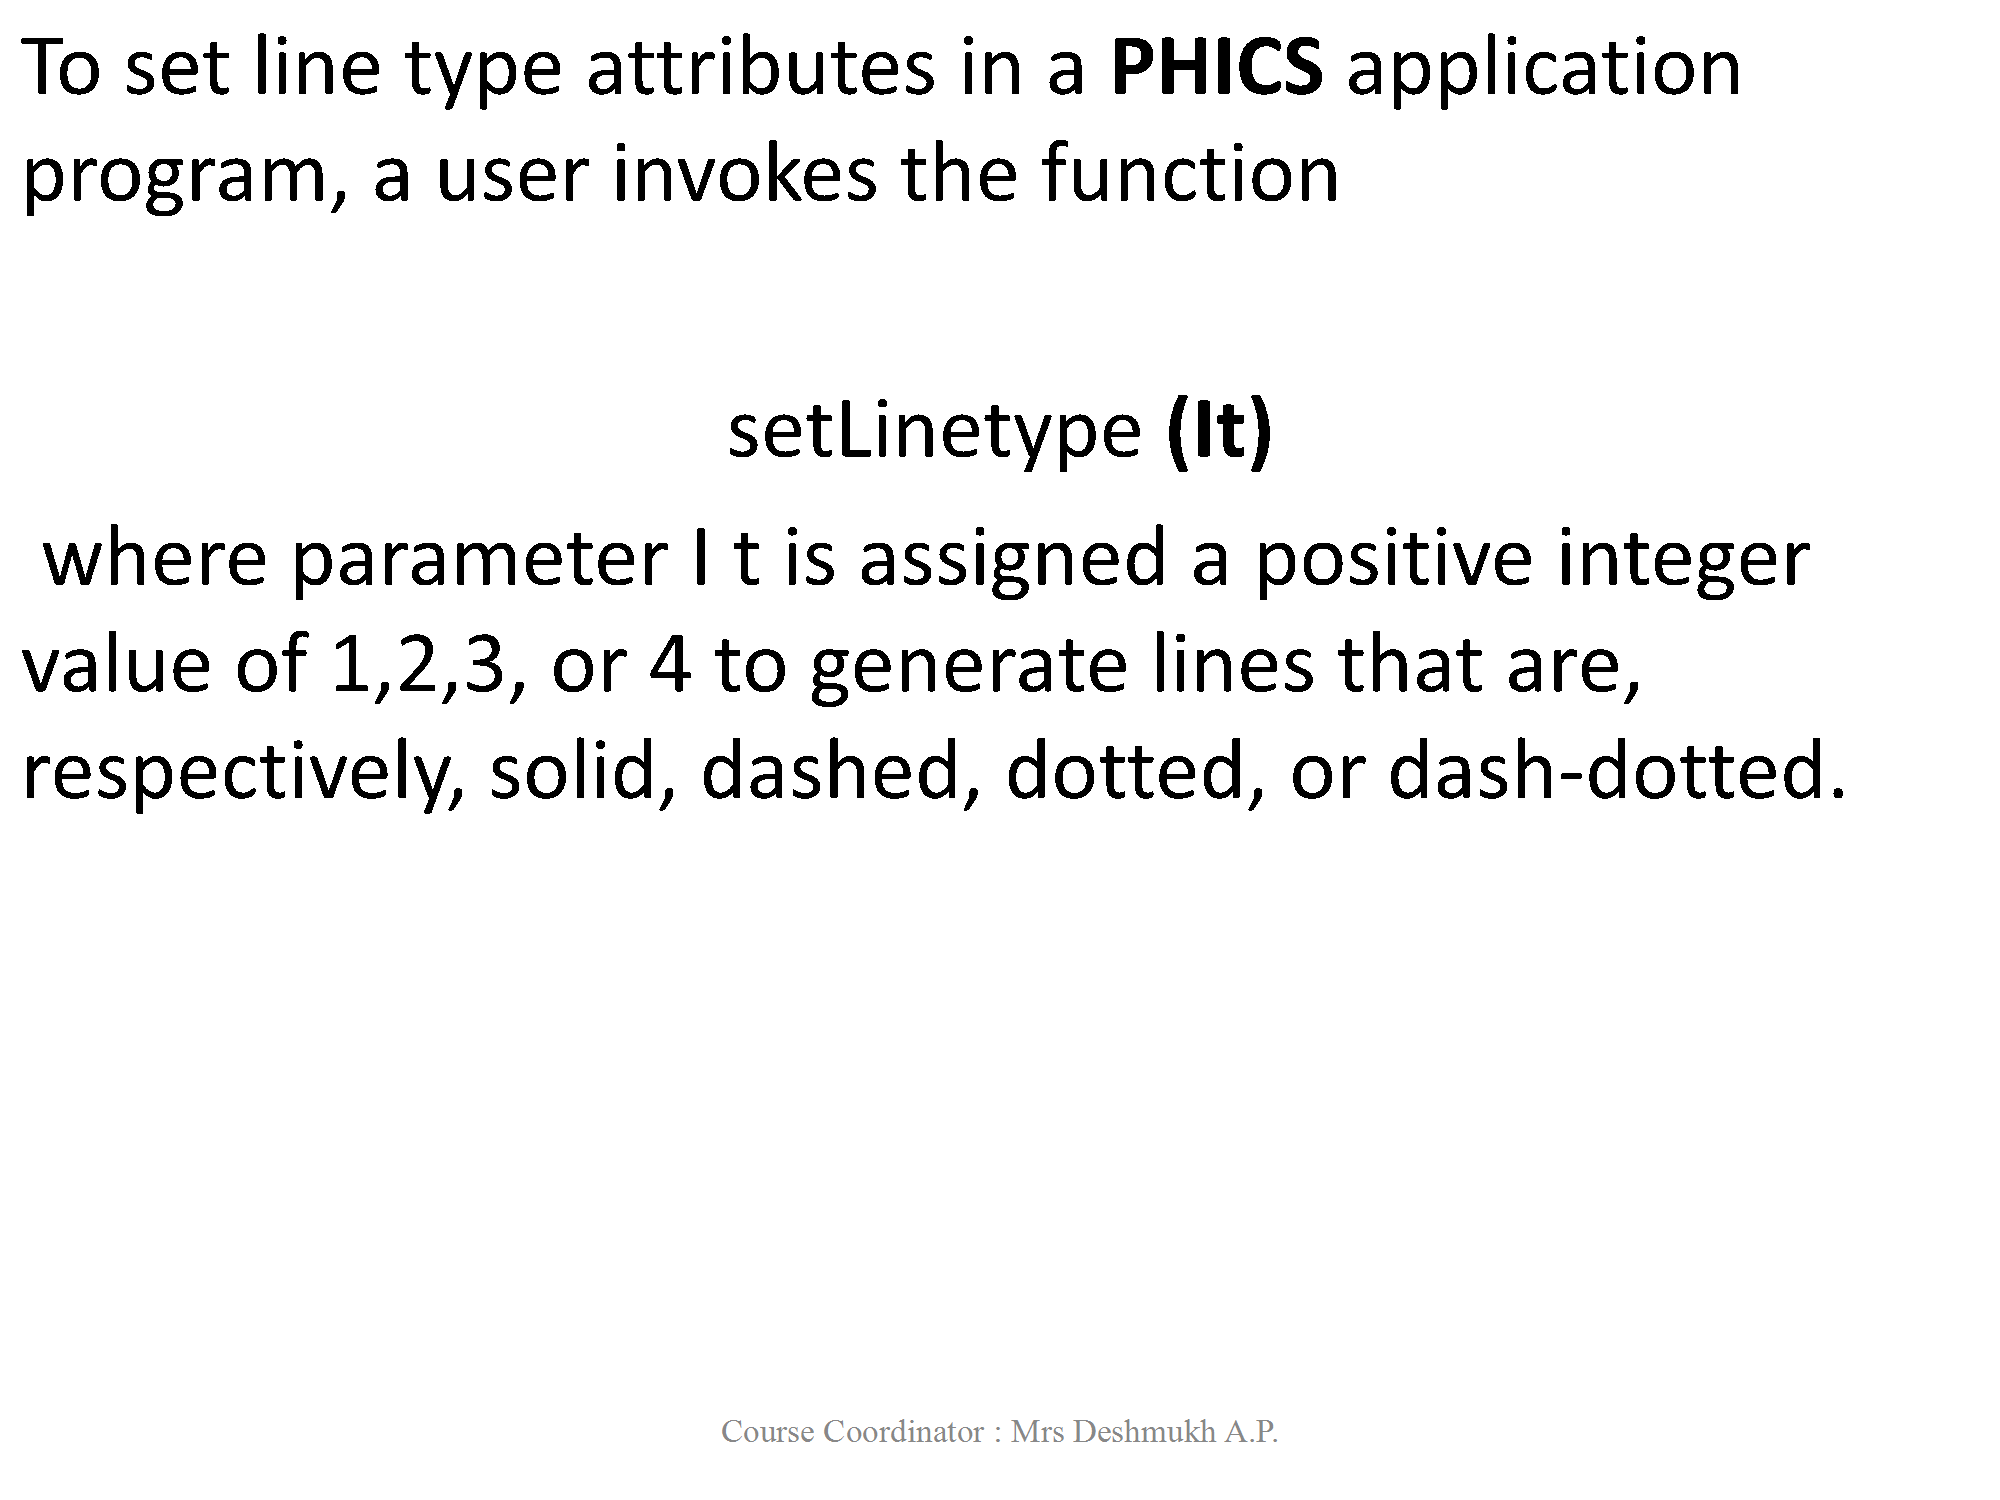 To set line type attributes in a PHICS application
program, a user invokes the function
setLinetype (It)
where parameter I t is assigned a positive integer
value of 1,2,3, or 4 to generate lines that are,
respectively, solid, dashed, dotted, or dash-dotted.
Course Coordinator : Mrs Deshmukh A.P.